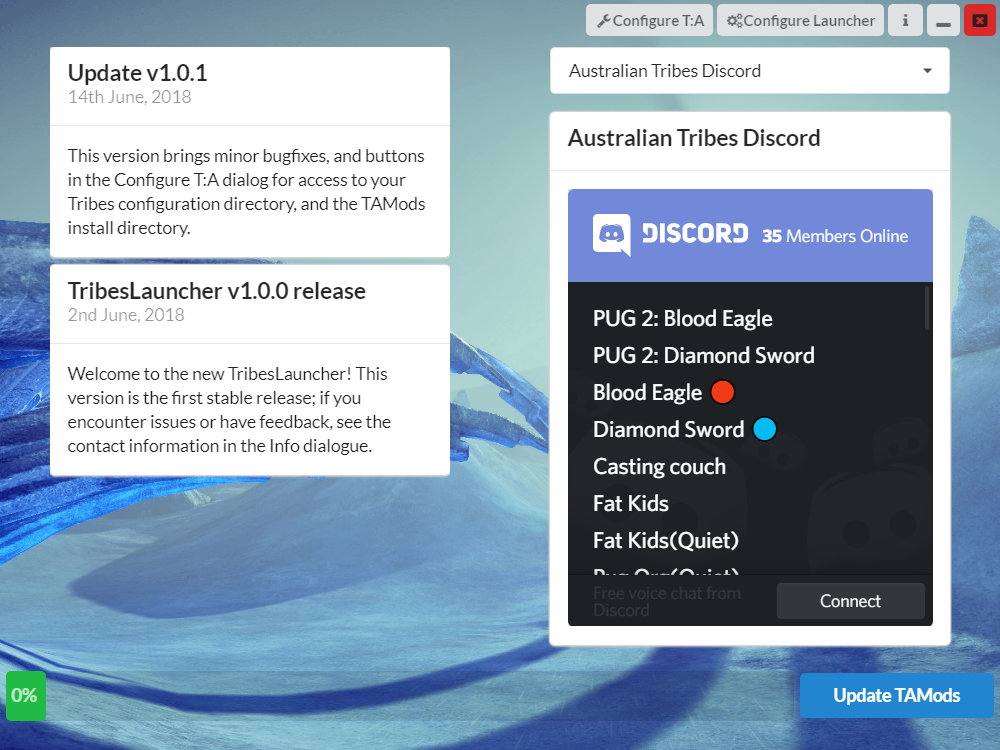 Configure T:A
Configure Launcher
i
Update v1.0.1
14th June, 2018
This version brings minor bugfixes, and buttons
in the Configure T:A dialog for access to your
Tribes configuration directory, and the TAMods
install directory.
TribesLauncher v1.0.0 release
2nd June, 2018
Welcome to the new TribesLauncher! This
version is the first stable release; if you
encounter issues or have feedback, see the
contact information in the Info dialogue.
Australian Tribes Discord
Australian Tribes Discord
DISCORD
35 Members Online
PUG 2: Blood Eagle
PUG 2: Diamond Sword
Blood Eagle
Diamond Sword
Casting couch
Fat Kids
Fat Kids(Quiet)
Pug Org(Quiet)
Free voice chat from
Discord
Connect
0%
Update TAMods